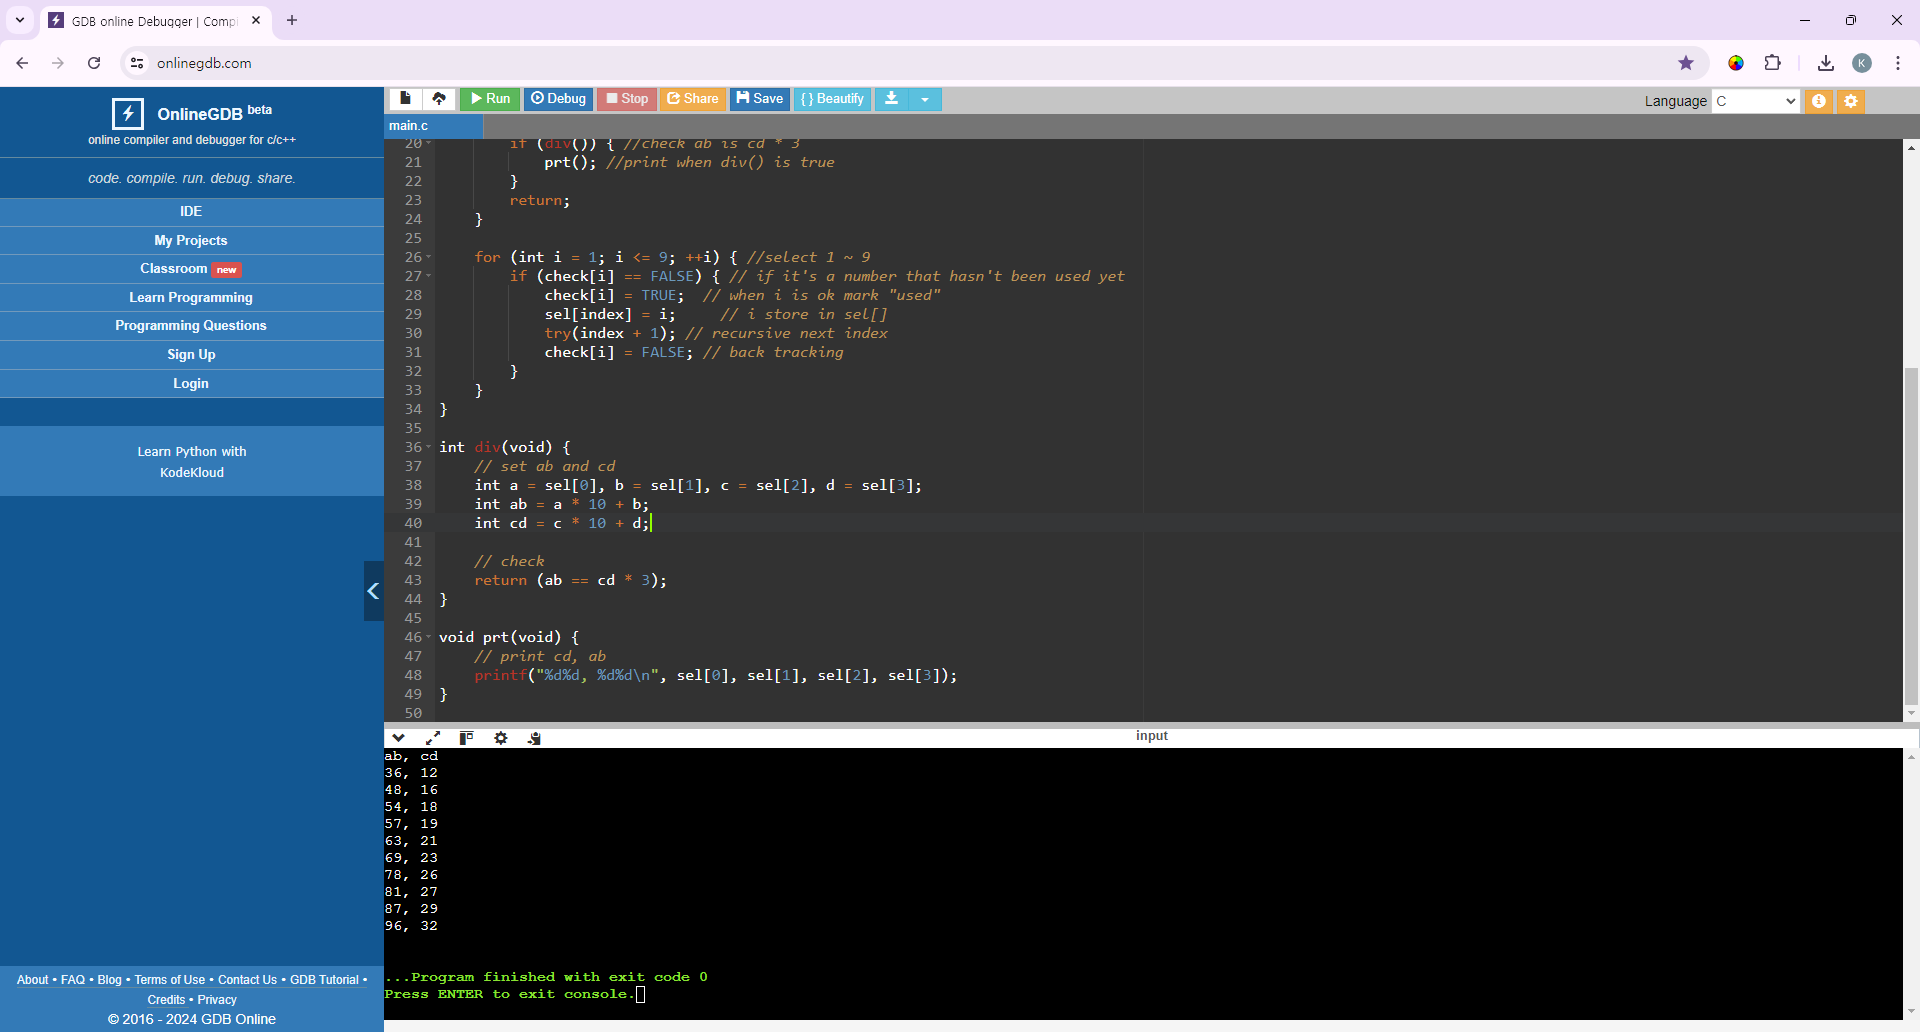 GDB online Debugger | Comp
onlinegdb.com
K
OnlineGDB beta
online compiler and debugger for c/c++
code. compile. run. debug. share.
IDE
My Projects
Classroom new
Learn Programming
Programming Questions
Sign Up
Login
Learn Python with
KodeKloud
About • FAQ • Blog • Terms of Use • Contact Us • GDB Tutorial •
Credits • Privacy
© 2016 - 2024 GDB Online
Run Debug Stop Share Save {} Beautify
Language C
main.c
20 if (div()) { //check ab is cd * 3
21 prt(); //print when div() is true
22 }
23 return;
24 }
25
26 for (int i = 1; i <= 9; ++i) { //select 1 ~ 9
27 if (check[i] == FALSE) { // if it's a number that hasn't been used yet
28 check[i] = TRUE; // when i is ok mark "used"
29 sel[index] = i; // i store in sel[]
30 try(index + 1); // recursive next index
31 check[i] = FALSE; // back tracking
32 }
33 }
34 }
35
36 int div(void) {
37 // set ab and cd
38 int a = sel[0], b = sel[1], c = sel[2], d = sel[3];
39 int ab = a * 10 + b;
40 int cd = c * 10 + d;
41
42 // check
43 return (ab == cd * 3);
44 }
45
46 void prt(void) {
47 // print cd, ab
48 printf("%d%d, %d%d\n", sel[0], sel[1], sel[2], sel[3]);
49 }
50
input
ab, cd
36, 12
48, 16
54, 18
57, 19
63, 21
69, 23
78, 26
81, 27
87, 29
96, 32
...Program finished with exit code 0
Press ENTER to exit console.